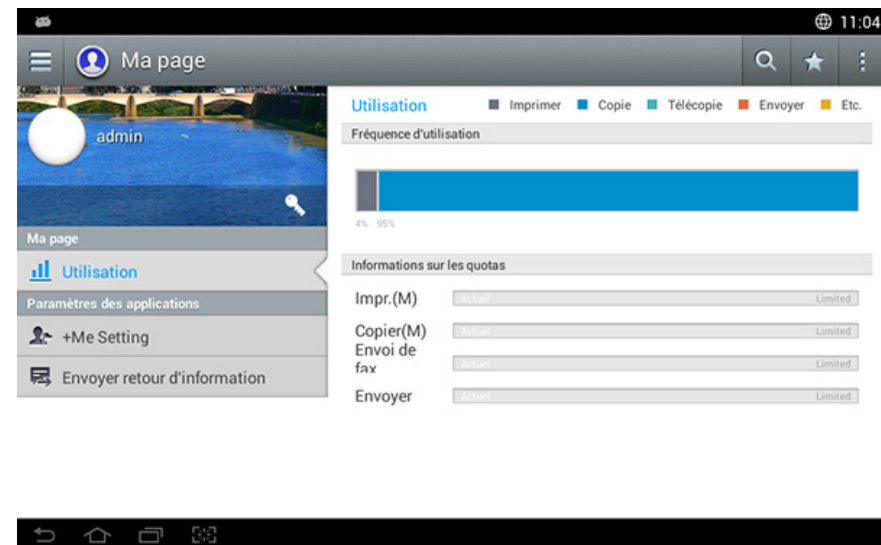 11:04
Ma page
admin
Ma page
Utilisation
Paramètres des applications
+Me Setting
Envoyer retour d'information
Utilisation Imprimer Copie Télécopie Envoyer Etc.
Fréquence d'utilisation
4% 95%
Informations sur les quotas
Impr.(M) Actuel Limited
Copier(M) Actuel Limited
Envoi de
fax Actuel Limited
Envoyer Actuel Limited